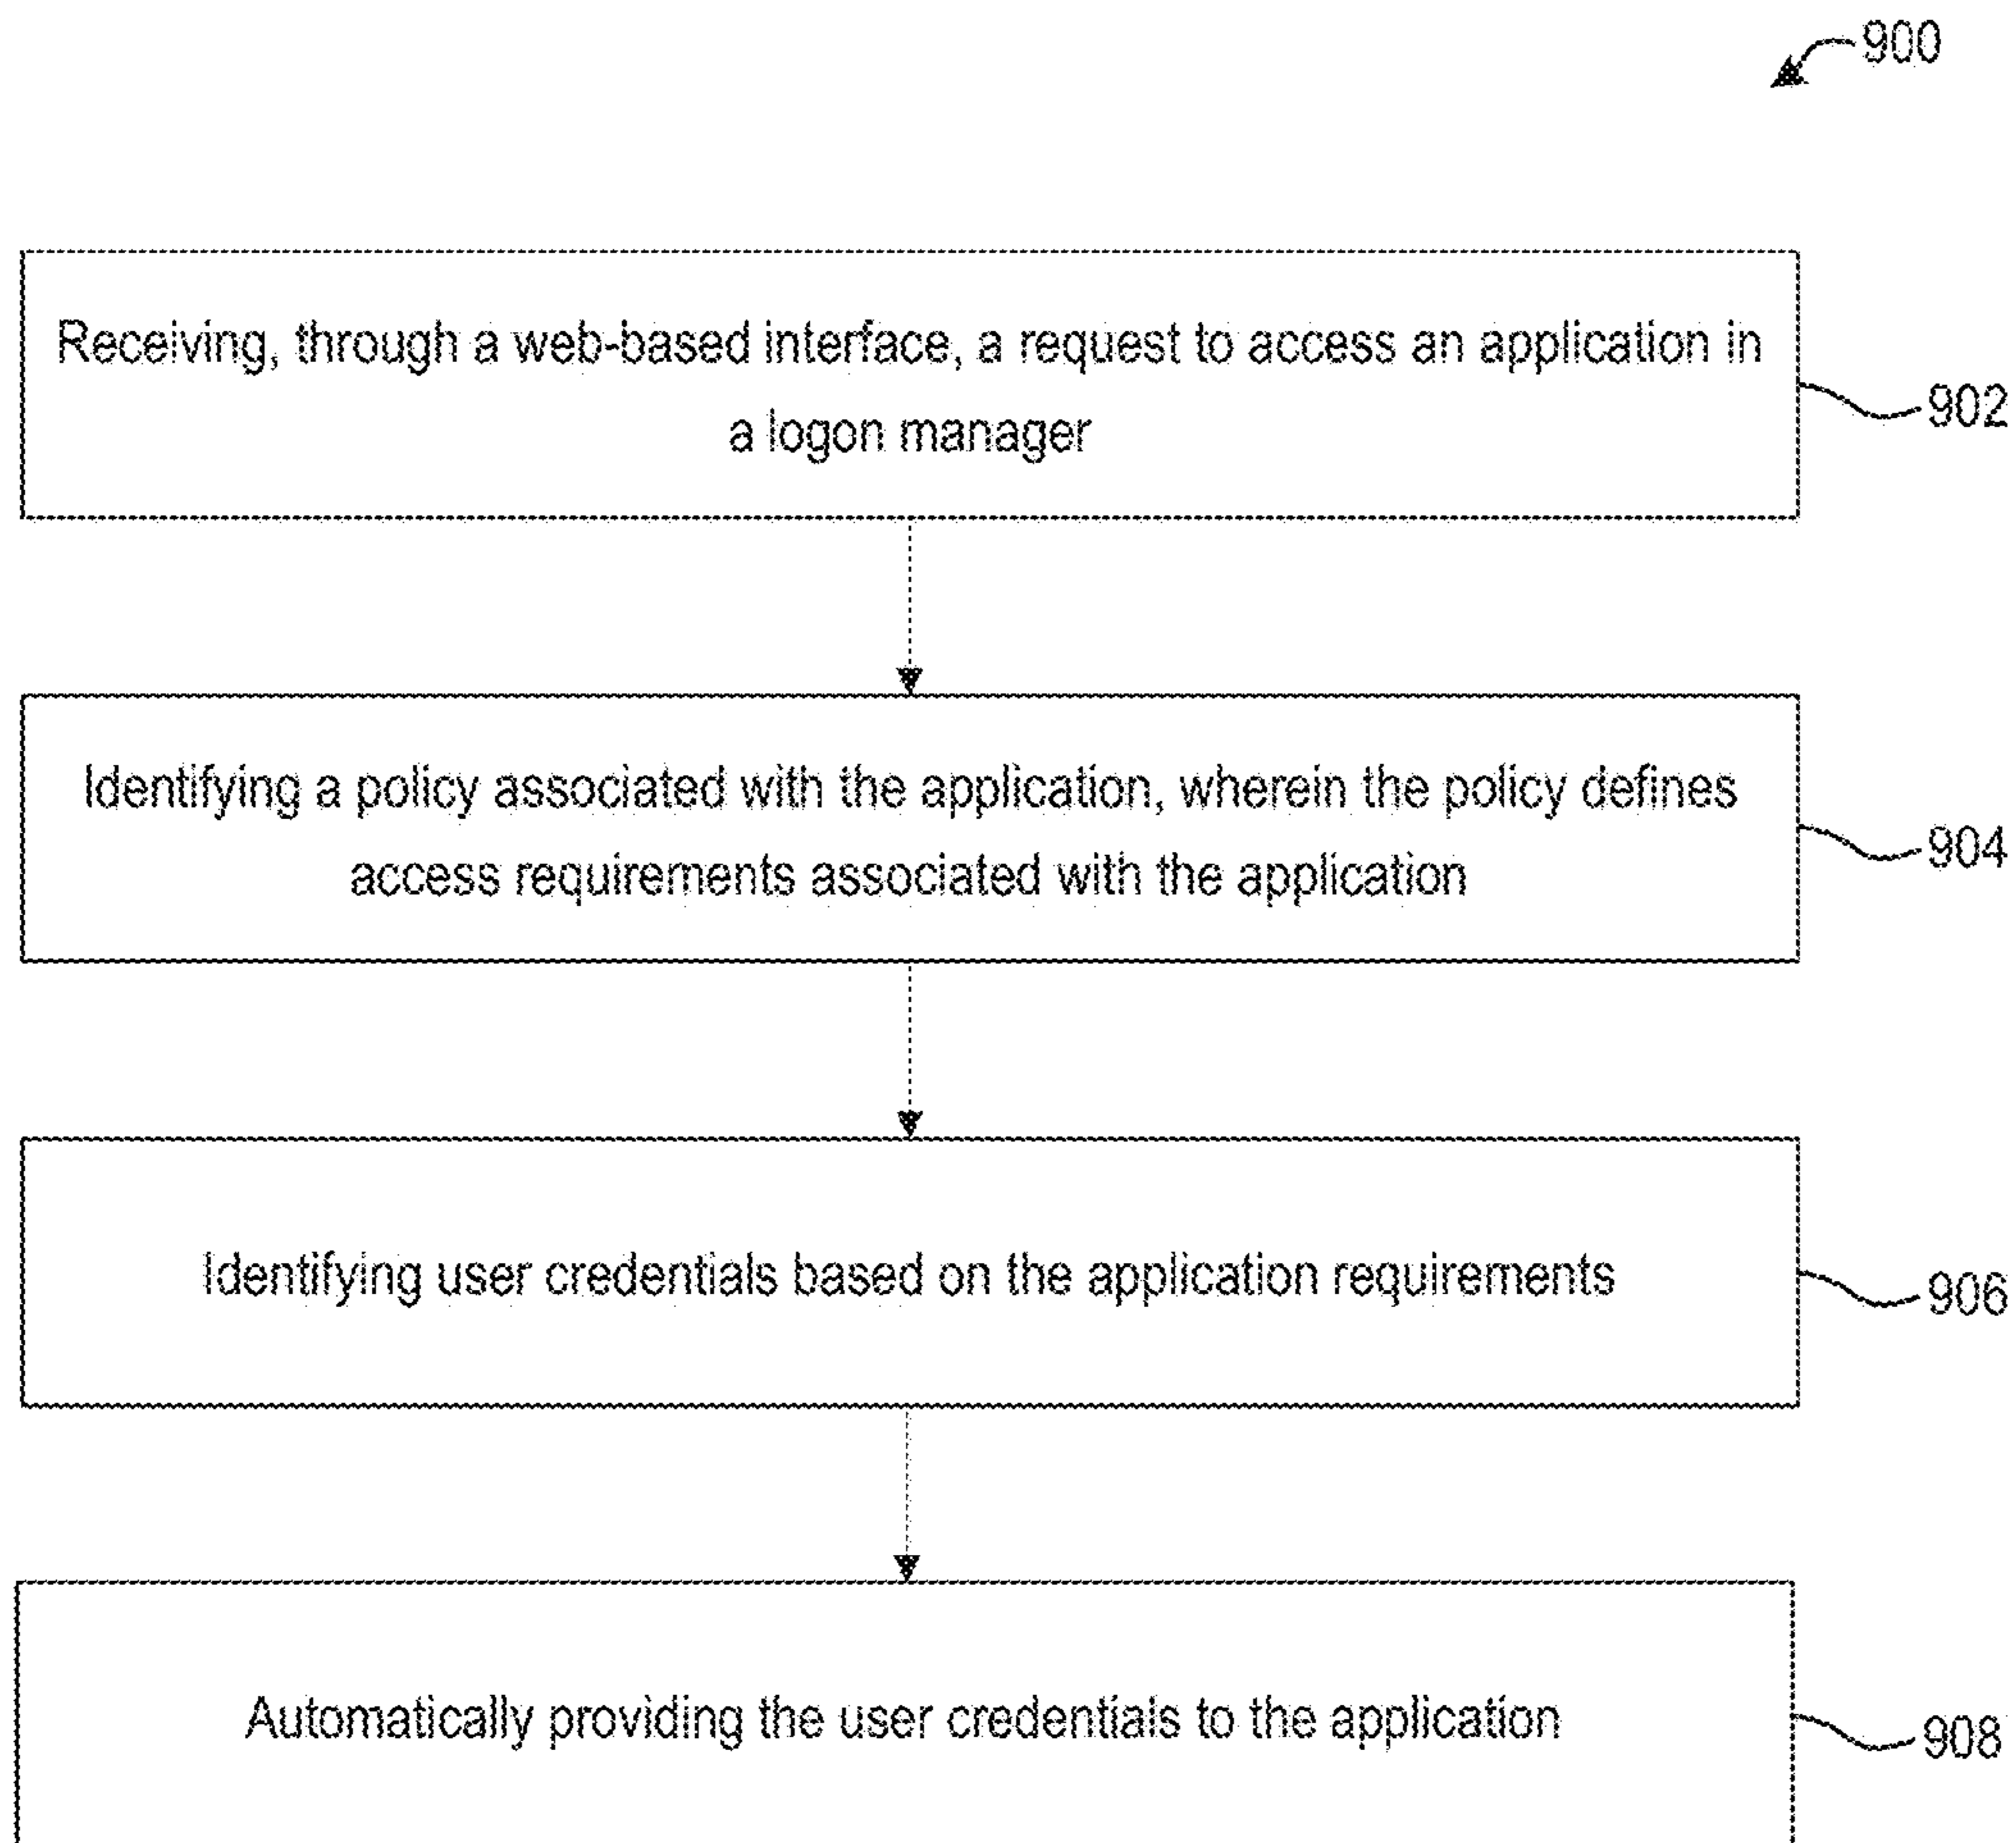 900
Receiving, through a web-based interface, a request to access an application in
a logon manager
902
Identifying a policy associated with the application, wherein the policy defines
access requirements associated with the application
904
Identifying user credentials based on the application requirements
906
Automatically providing the user credentials to the application
908